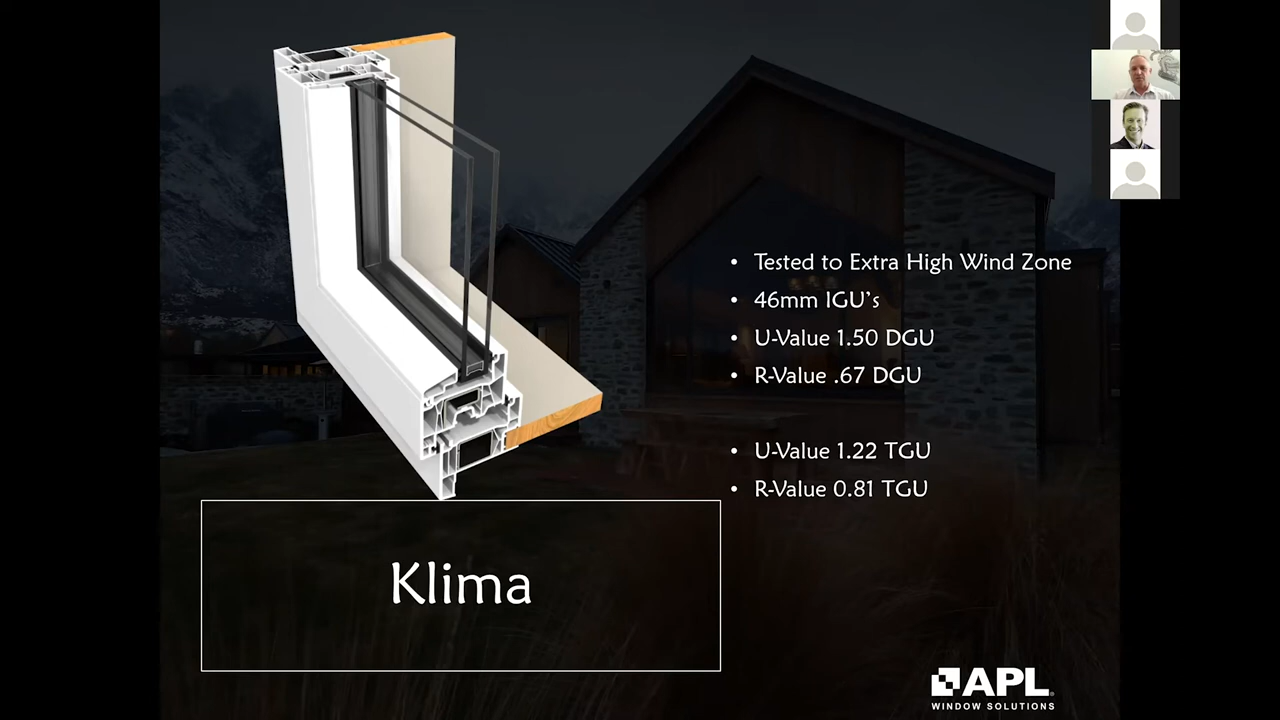 • Tested to Extra High Wind Zone
• 46mm IGU's
• U-Value 1.50 DGU
• R-Value .67 DGU
• U-Value 1.22 TGU
• R-Value 0.81 TGU
Klima
APL
WINDOW SOLUTIONS